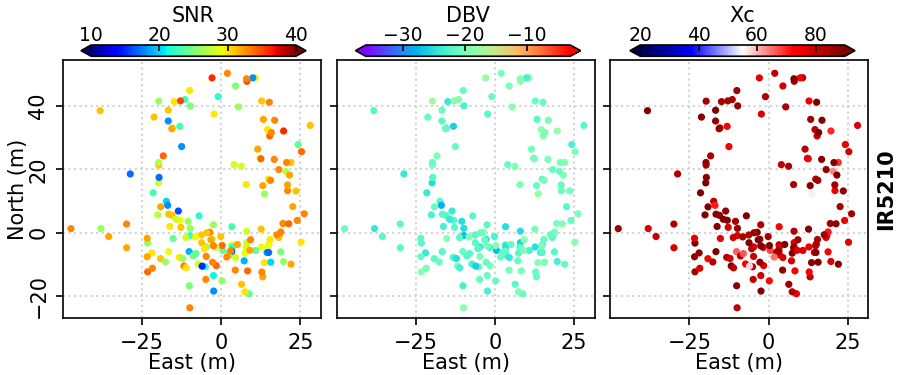 SNR DBV Xc
10 20 30 40 −30 −20 −10 20 40 60 80
40
20
0
−20
North (m)
IR5210
−25 0 25 −25 0 25 −25 0 25
East (m) East (m) East (m)